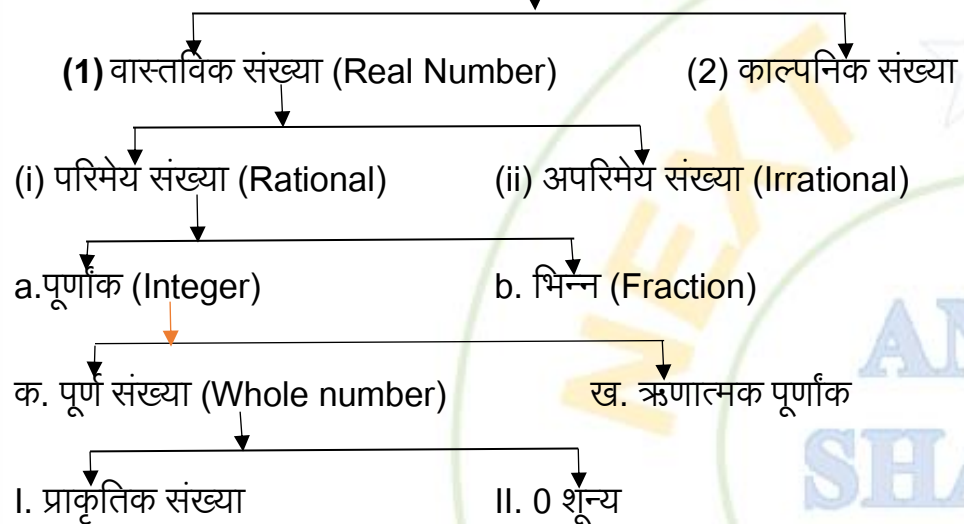 (1) वास्तविक संख्या (Real Number) (2) काल्पनिक संख्या
(i) परिमेय संख्या (Rational) (ii) अपरिमेय संख्या (Irrational)
a.पूर्णांक (Integer) b. भिन्न (Fraction)
क. पूर्ण संख्या (Whole number) ख. ऋणात्मक पूर्णांक
I. प्राकृतिक संख्या II. 0 शून्य
NEXT